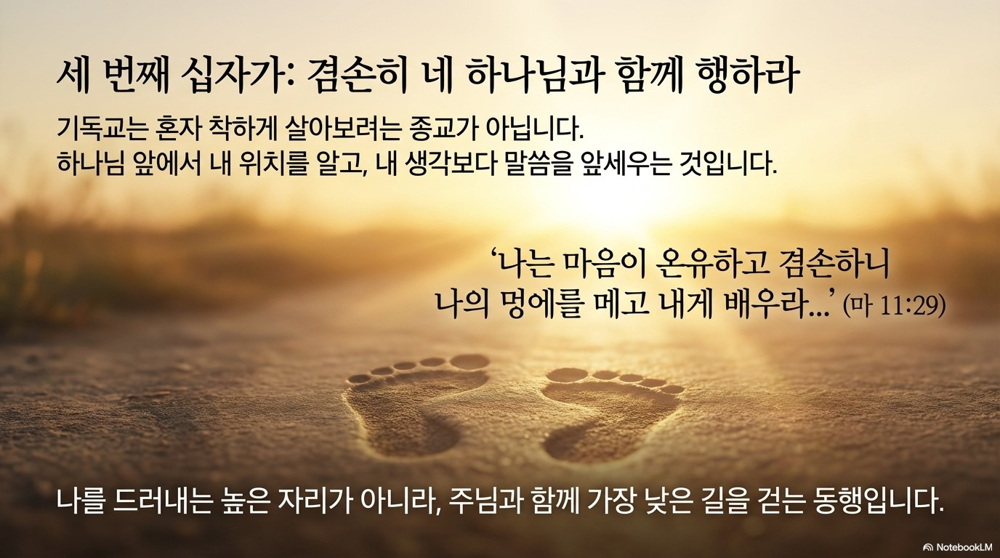 세 번째 십자가: 겸손히 네 하나님과 함께 행하라
기독교는 혼자 착하게 살아보려는 종교가 아닙니다.
하나님 앞에서 내 위치를 알고, 내 생각보다 말씀을 앞세우는 것입니다.
‘나는 마음이 온유하고 겸손하니
나의 멍에를 메고 내게 배우라...’ (마 11:29)
나를 드러내는 높은 자리가 아니라, 주님과 함께 가장 낮은 길을 걷는 동행입니다.
NotebookLM